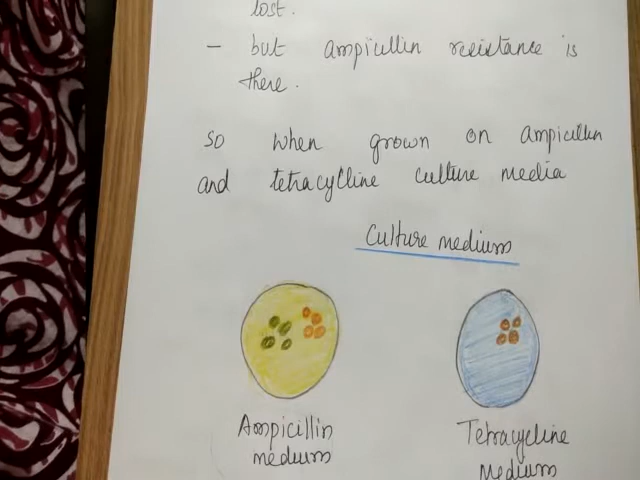 lost.
- but ampicillin resistance is
there.
so when grown on ampicillin
and tetracycline culture media
Culture medium
Ampicillin
medium
Tetracycline
Medium